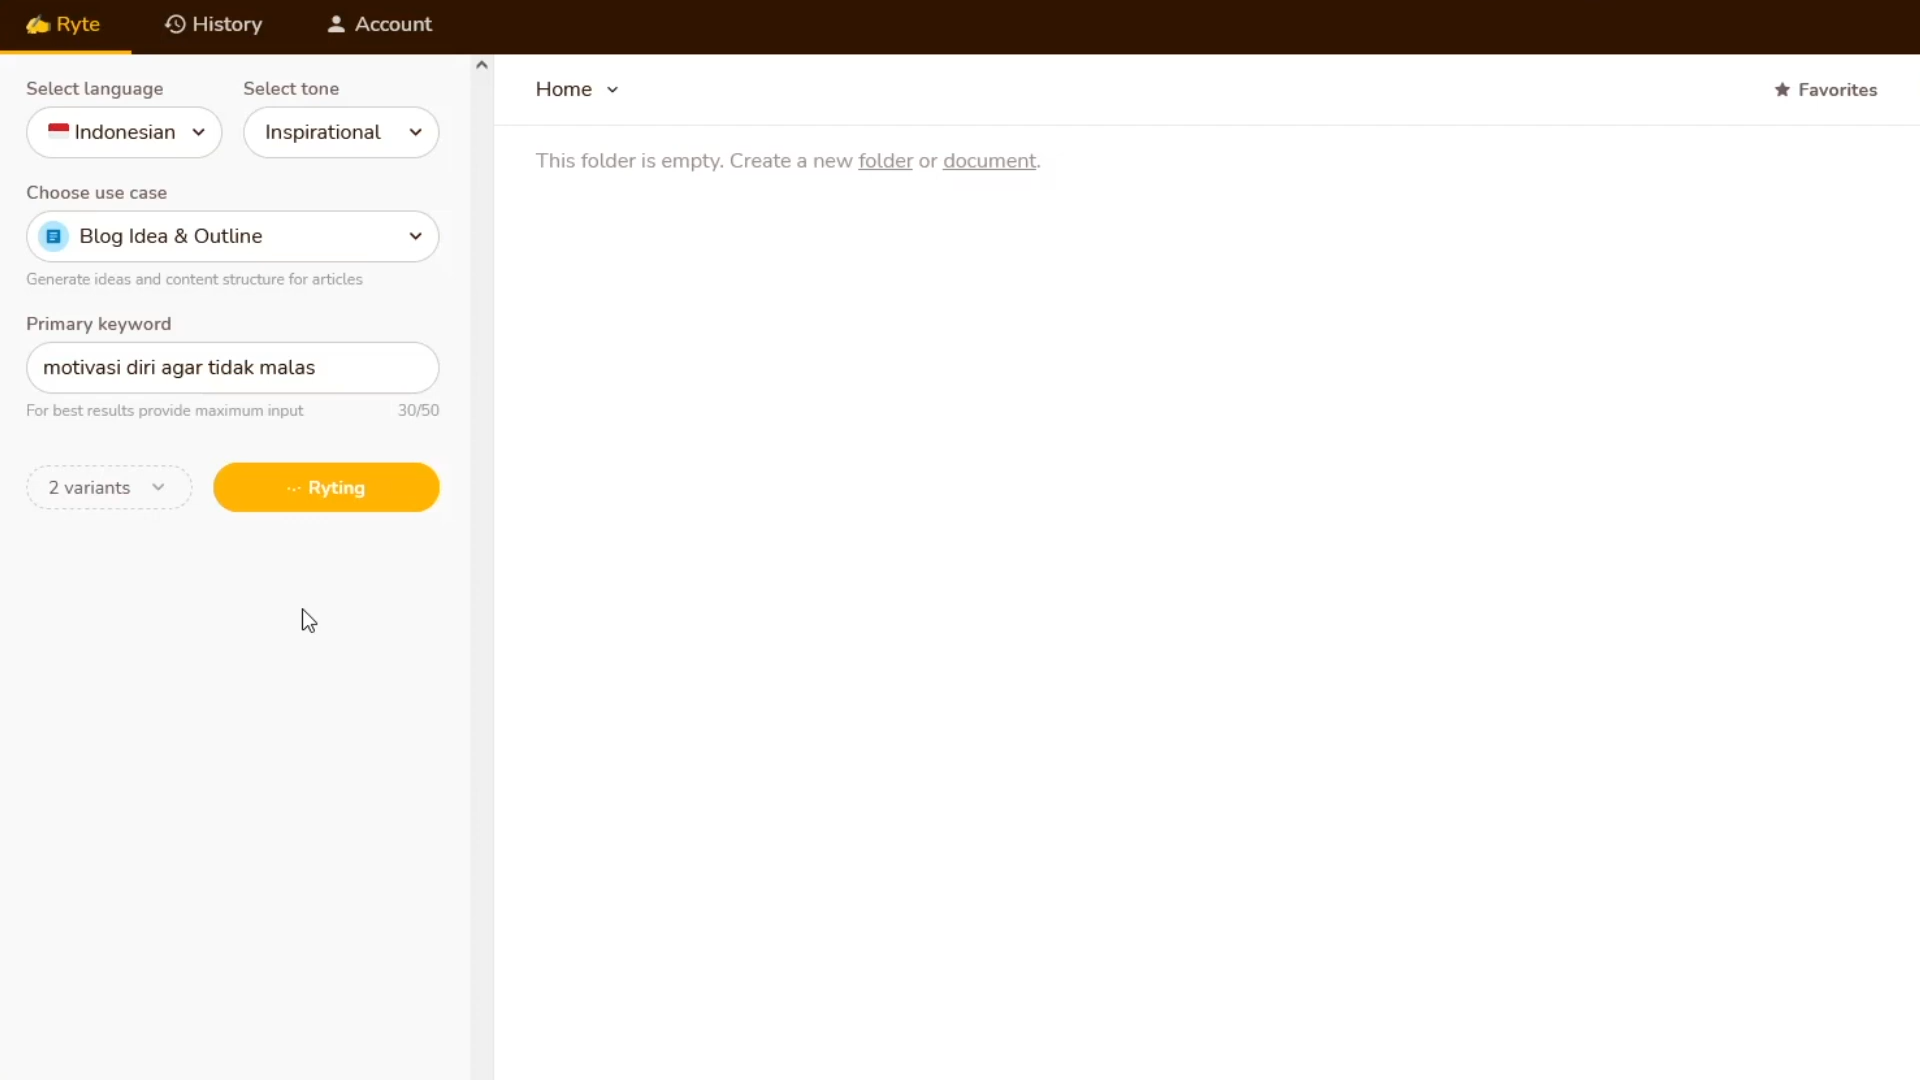 Ryte
History
Account
Select language
Select tone
Indonesian
Inspirational
Choose use case
Blog Idea & Outline
Generate ideas and content structure for articles
Primary keyword
motivasi diri agar tidak malas
For best results provide maximum input
30/50
2 variants
Ryting
Home
Favorites
This folder is empty. Create a new folder or document.